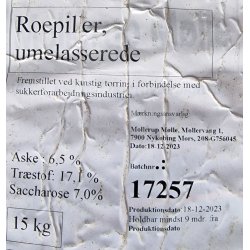 Roepiller,
umelasserede
Fremstillet ved kunstig tørring i forbindelse med
sukkerforarbejdningsindustrien
Mærkningsansvarlig
Mollerup Mølle, Møllervang 1,
7900 Nykøbing Mors, 208-G756045
Dato:18-12-2023
Aske : 6,5 %
Træstof: 17,1 %
Saccharose 7,0%
Batchnr.:
:
17257
15 kg
Produktionsdato:18-12-2023
Holdbar mindst 9 mdr. fra
Produktionsdato